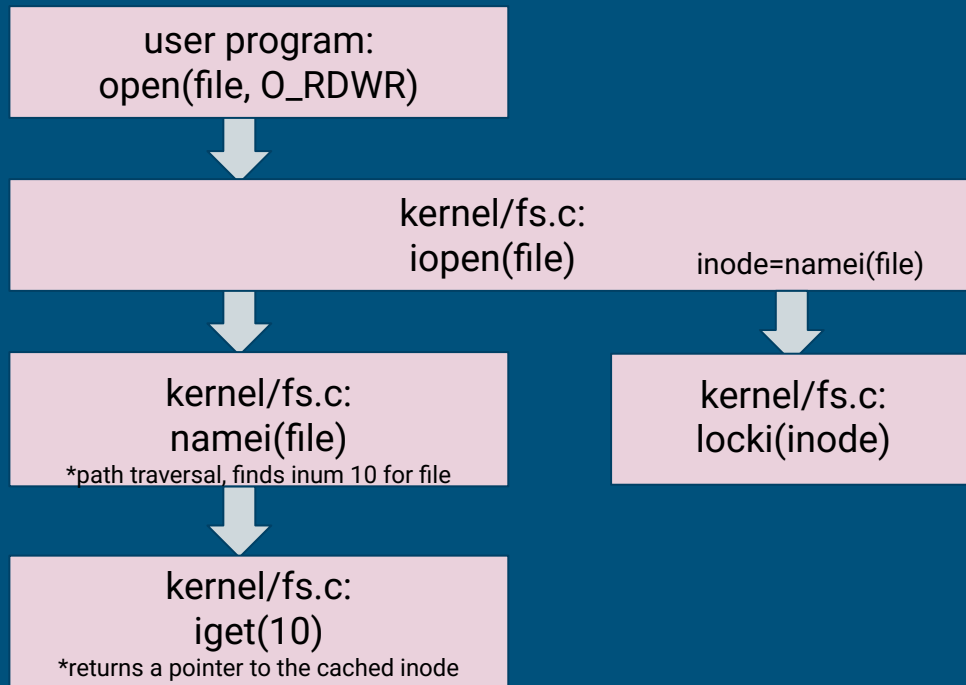 user program:
open(file, O_RDWR)
kernel/fs.c:
iopen(file)
inode=namei(file)
kernel/fs.c:
namei(file)
*path traversal, finds inum 10 for file
kernel/fs.c:
locki(inode)
kernel/fs.c:
iget(10)
*returns a pointer to the cached inode